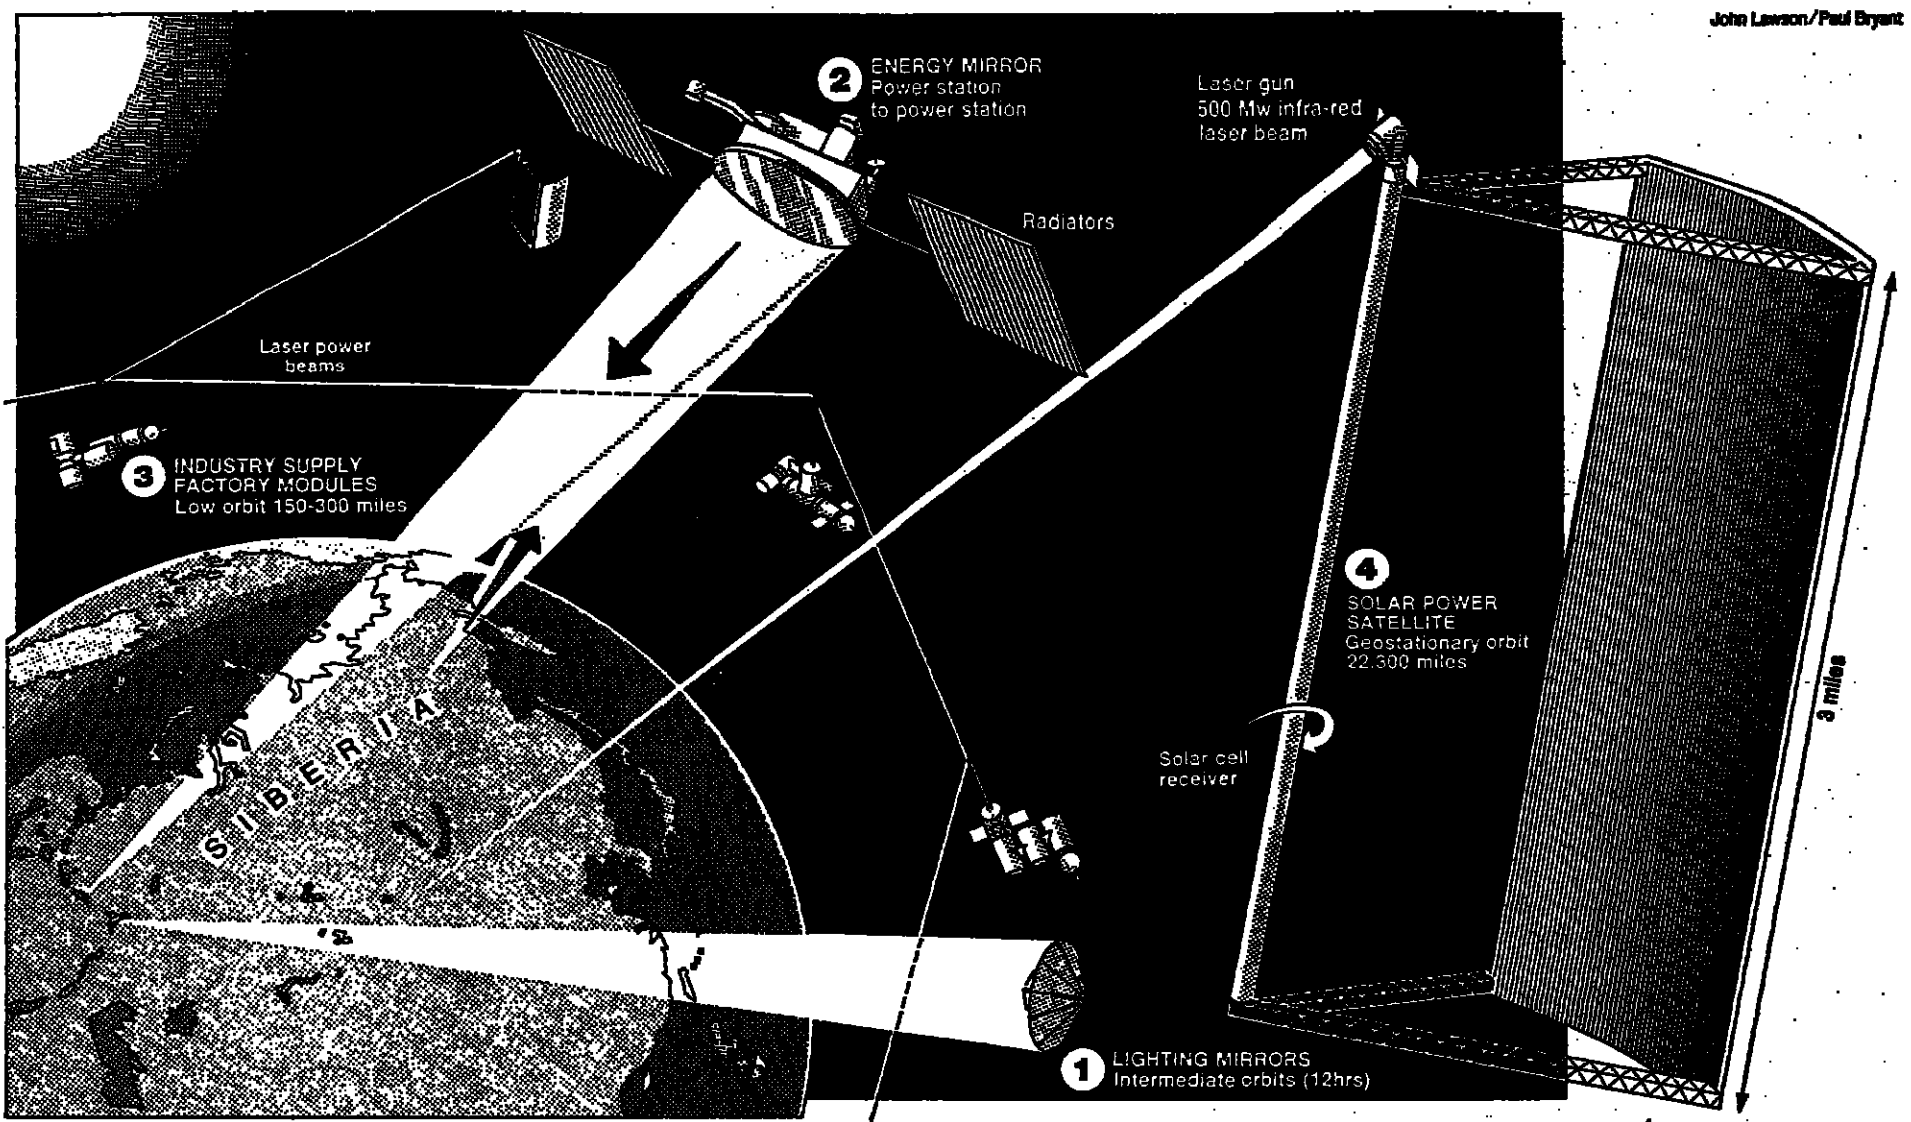 John Lawson/Paul Bryant
2 ENERGY MIRROR
Power station
to power station
Laser gun
500 Mw infra-red
laser beam
Radiators
Laser power
beams
3 INDUSTRY SUPPLY
FACTORY MODULES
Low orbit 150-300 miles
4
SOLAR POWER
SATELLITE
Geostationary orbit
22.300 miles
3 miles
SIBERIA
Solar cell
receiver
1 LIGHTING MIRRORS
Intermediate orbits (12hrs)